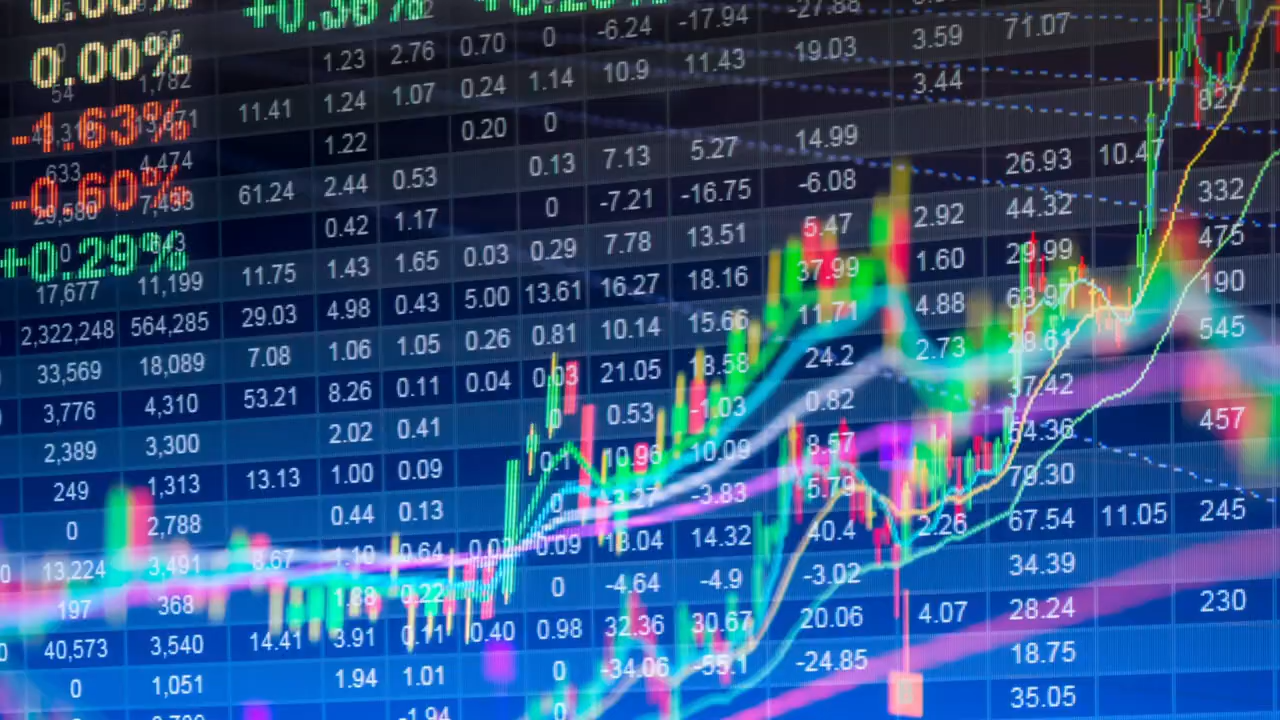 +0.36%
0.00%
1.23 2.76 0.70 0 -6.24 -17.94 -27.88
54 1,782
11.41 1.24 1.07 0.24 1.14 10.9 11.43 19.03 3.59 71.07
-1.63%
633 4,474 1.22 0.20 0 3.44
-0.60%
29,580 7,433 61.24 2.44 0.53 0.13 7.13 5.27 14.99
0 0.42 1.17 0 -7.21 -16.75 -6.08 26.93 10.47
+0.29%
17,677 11,199 11.75 1.43 1.65 0.03 0.29 7.78 13.51 5.47 2.92 44.32 332
2,322,248 564,285 29.03 4.98 0.43 5.00 13.61 16.27 18.16 37.99 1.60 29.99 475
33,569 18,089 7.08 1.06 1.05 0.26 0.81 10.14 15.66 11.71 4.88 63.97 190
3,776 4,310 53.21 8.26 0.11 0.04 0.03 21.05 24.2 2.73 28.61 545
2,389 3,300 2.02 0.41 0 0.53 -1.03 0.82 37.42
249 1,313 13.13 1.00 0.09 10.96 10.09 8.57 54.36 457
0 2,788 0.44 0.13 0 -3.27 -3.83 5.79 79.30
13,224 3,491 8.67 1.10 0.64 0.02 0.09 18.04 14.32 40.4 2.26 67.54 11.05 245
197 368 1.88 0.22 0 -4.64 -4.9 -3.02 34.39
40,573 3,540 14.41 3.91 0.40 0.98 32.36 30.67 20.06 4.07 28.24 230
0 1,051 1.94 1.01 0 -34.06 -55.1 -24.85 18.75
-1.94 0 35.05